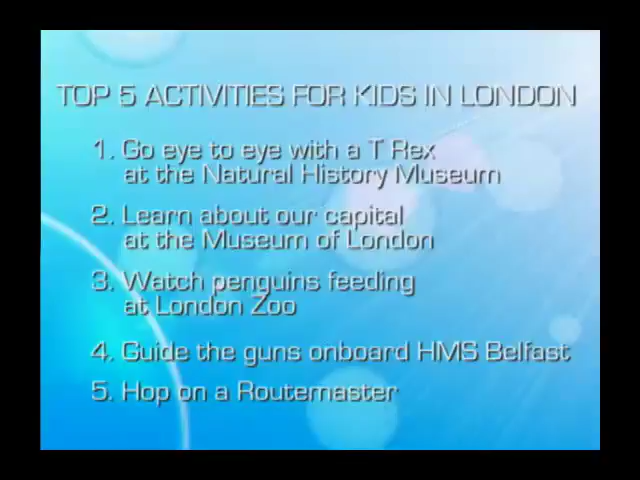 TOP 5 ACTIVITIES FOR KIDS IN LONDON
1. Go eye to eye with a T Rex
at the Natural History Museum
2. Learn about our capital
at the Museum of London
3. Watch penguins feeding
at London Zoo
4. Guide the guns onboard HMS Belfast
5. Hop on a Routemaster